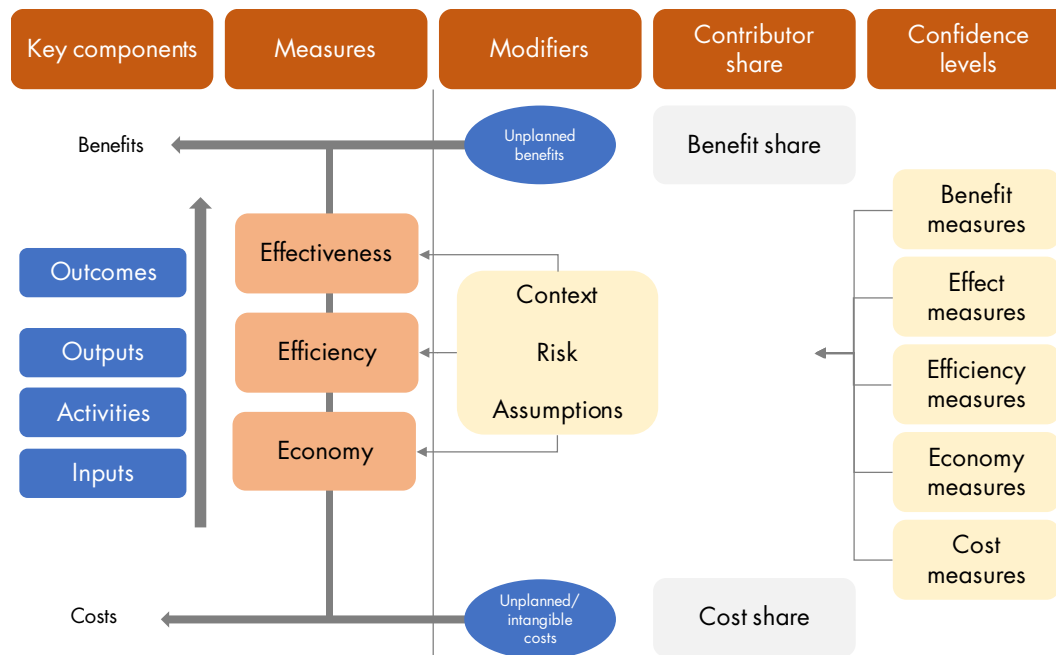 Key components
Measures
Modifiers
Contributor
share
Confidence
levels
Benefits
Unplanned
benefits
Benefit share
Benefit
measures
Effectiveness
Outcomes
Context
Effect
measures
Outputs
Efficiency
Risk
Efficiency
measures
Activities
Assumptions
Inputs
Economy
Economy
measures
Cost
measures
Costs
Unplanned/
intangible
costs
Cost share